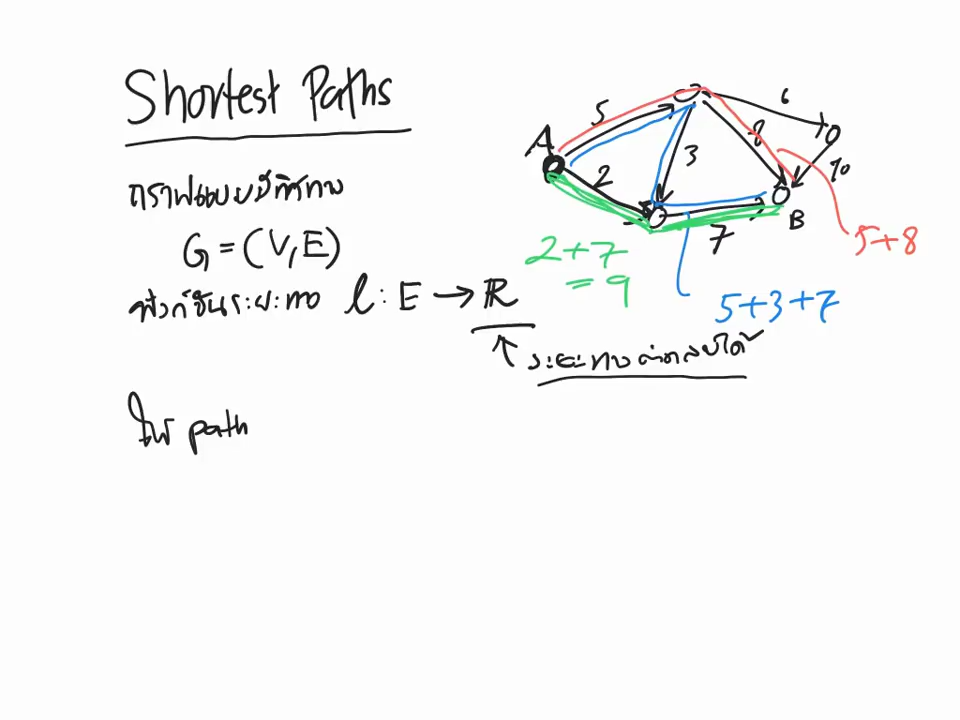 Shortest Paths
กราฟแบบมีทิศทาง
G = (V, E)
ฟังก์ชันระยะทาง l : E → ℝ
↑ ระยะทางติดลบได้
ให้ path
A
5
2
3
8
6
10
7
B
2+7
= 9
5+3+7
5+8